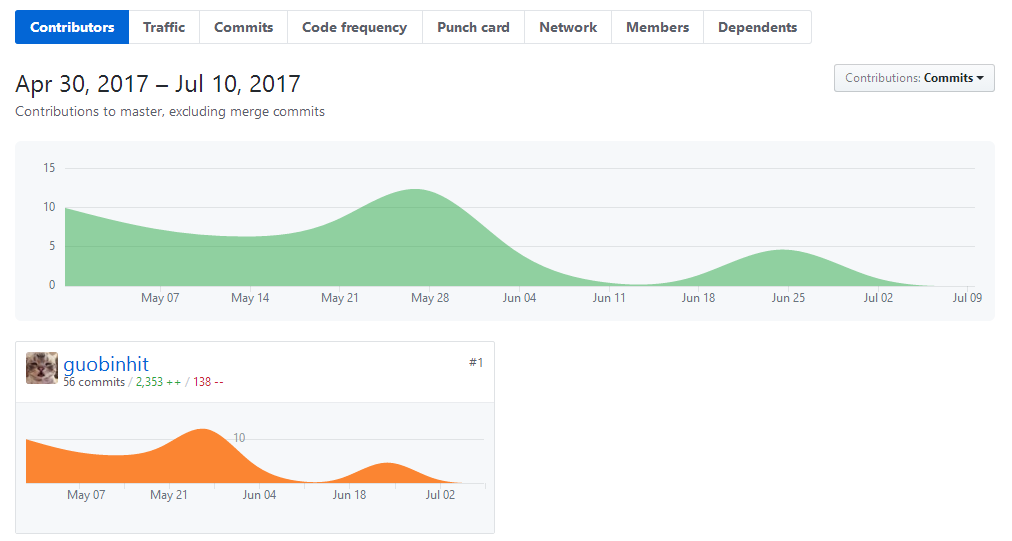 Contributors Traffic Commits Code frequency Punch card Network Members Dependents
Apr 30, 2017 – Jul 10, 2017
Contributions: Commits
Contributions to master, excluding merge commits
15
10
5
0
May 07 May 14 May 21 May 28 Jun 04 Jun 11 Jun 18 Jun 25 Jul 02 Jul 09
guobinhit #1
56 commits / 2,353 ++ / 138 --
10
May 07 May 21 Jun 04 Jun 18 Jul 02